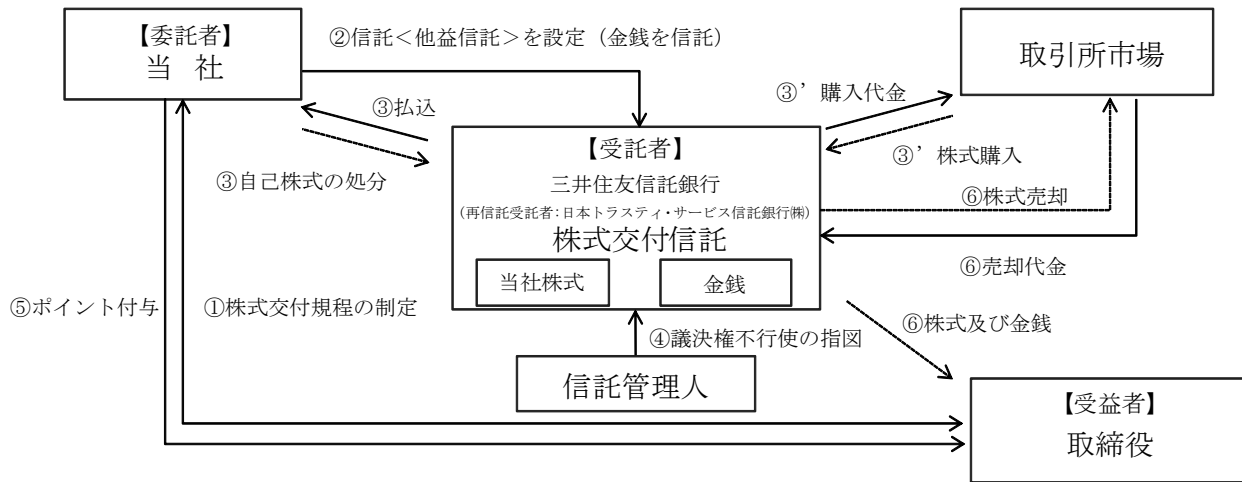 【委託者】
当 社
②信託＜他益信託＞を設定（金銭を信託）
取引所市場
③’購入代金
③払込
【受託者】
③’株式購入
③自己株式の処分
三井住友信託銀行
⑥株式売却
（再信託受託者：日本トラスティ・サービス信託銀行㈱）
株式交付信託
当社株式
金銭
⑥売却代金
⑤ポイント付与
①株式交付規程の制定
⑥株式及び金銭
④議決権不行使の指図
信託管理人
【受益者】
取締役